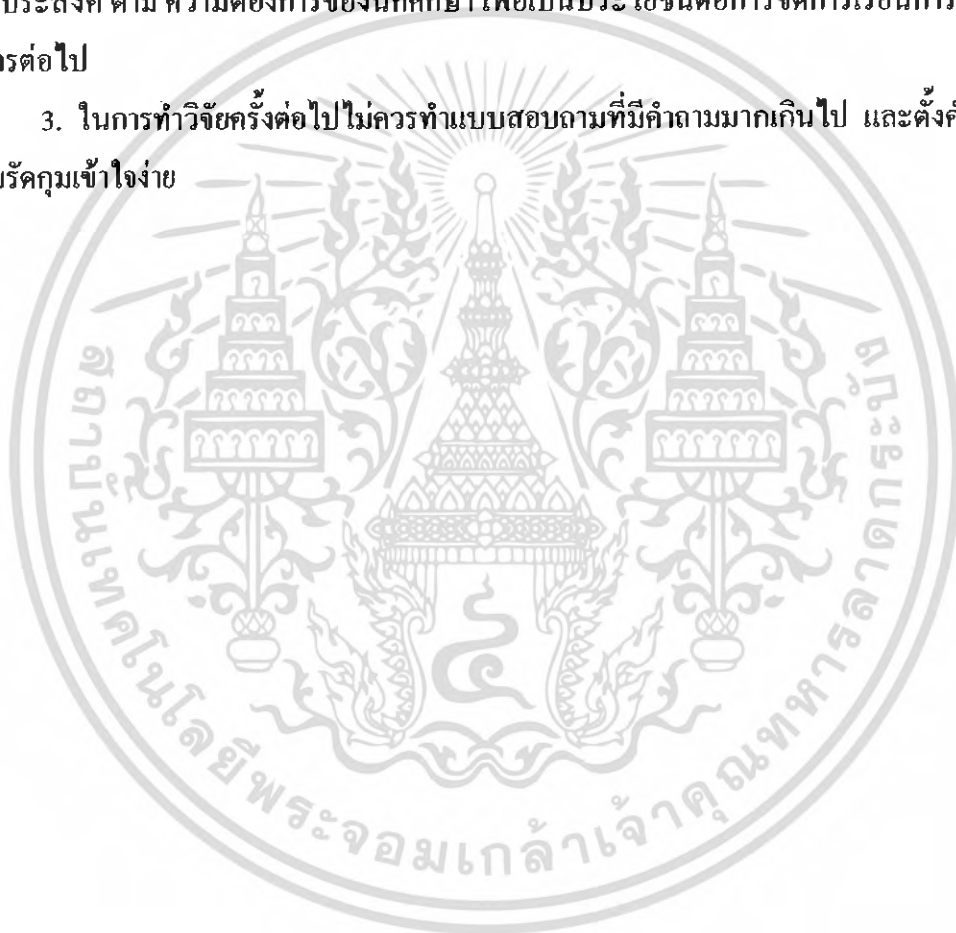 ประสงค์ ตาม ความต้องการของนักศึกษา เพื่อเป็นประโยชน์ต่อการจัดการเรียนการ
รต่อไป
3. ในการทำวิจัยครั้งต่อไปไม่ควรทำแบบสอบถามที่มีคำถามมากเกินไป และตั้งคำ
รัดกุมเข้าใจง่าย
สถาบันเทคโนโลยีพระจอมเกล้าเจ้าคุณทหารลาดกระบัง
๔